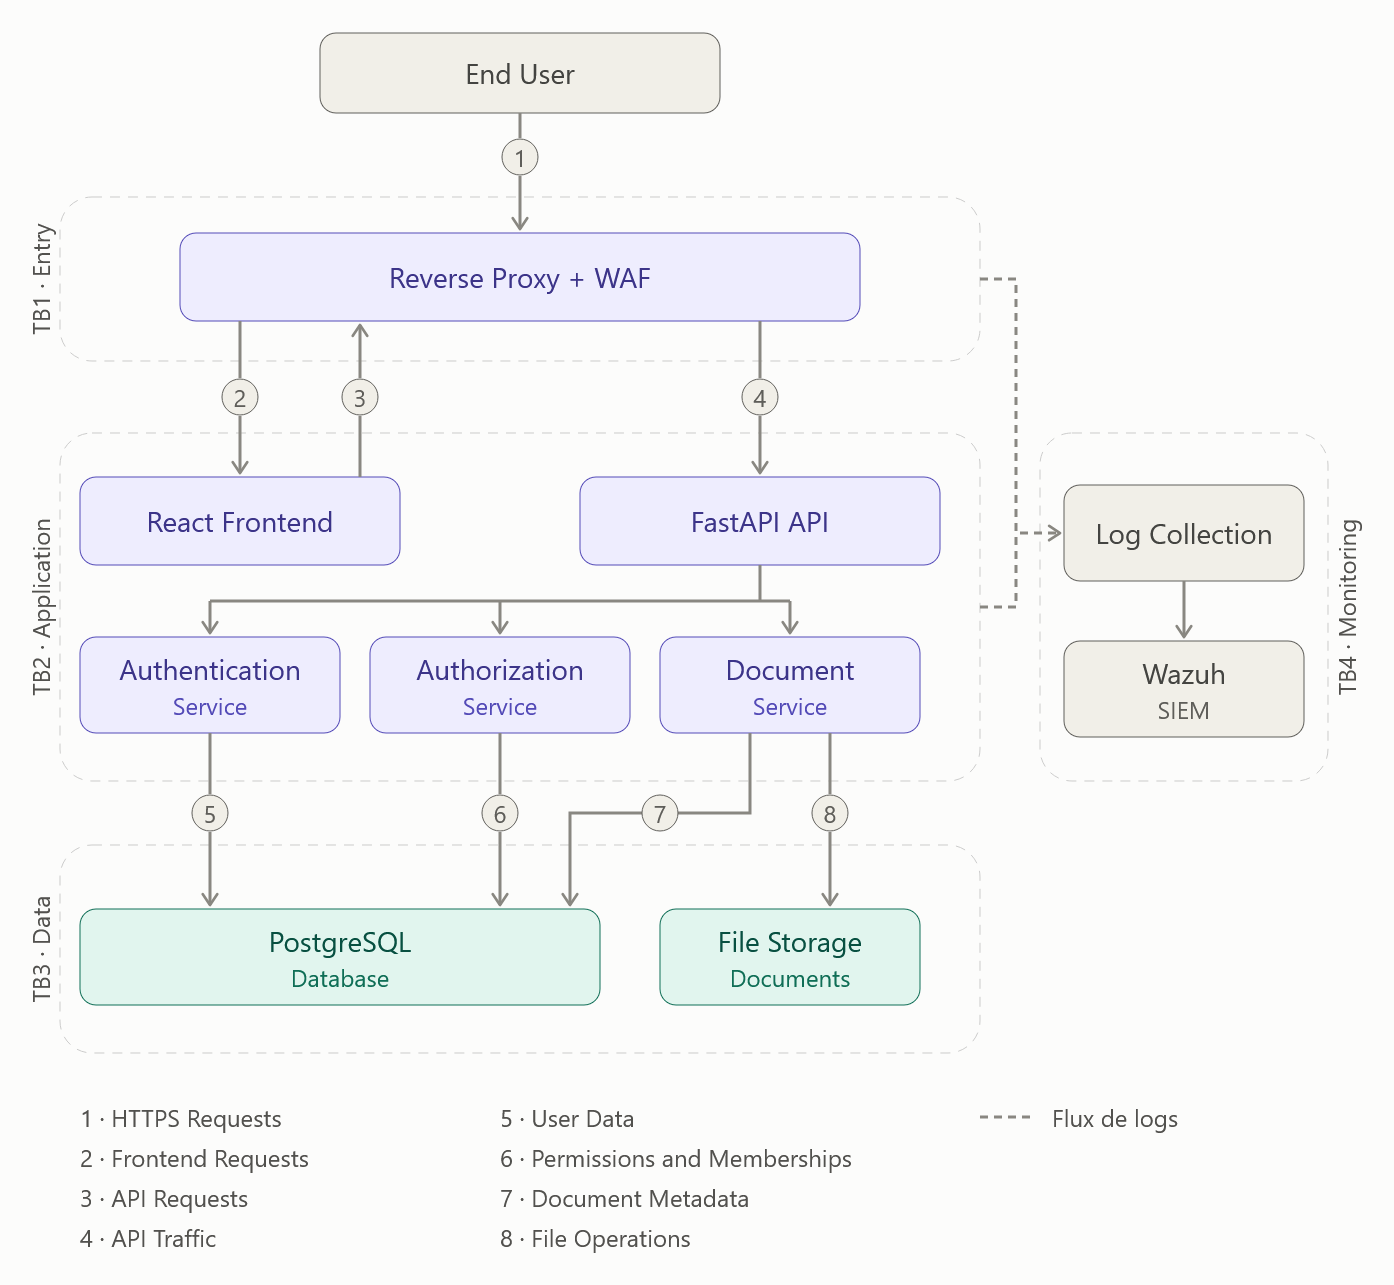 End User
1
TB1 · Entry
Reverse Proxy + WAF
2
3
4
TB2 · Application
React Frontend
FastAPI API
Log Collection
TB4 · Monitoring
Authentication
Service
Authorization
Service
Document
Service
Wazuh
SIEM
5
6
7
8
TB3 · Data
PostgreSQL
Database
File Storage
Documents
1 · HTTPS Requests
2 · Frontend Requests
3 · API Requests
4 · API Traffic
5 · User Data
6 · Permissions and Memberships
7 · Document Metadata
8 · File Operations
Flux de logs